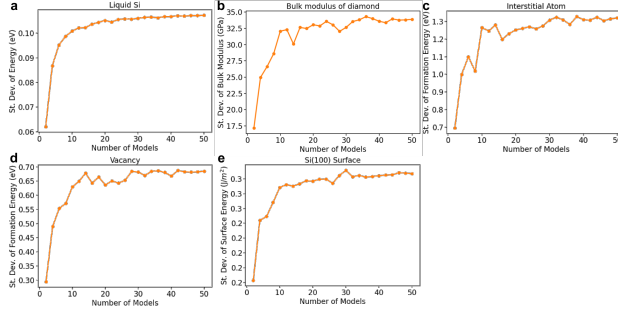 a
Liquid Si
St. Dev. of Energy (eV)
0.10
0.09
0.08
0.07
0.06
0 10 20 30 40 50
Number of Models
b
Bulk modulus of diamond
St. Dev. of Bulk Modulus (GPa)
35.0
32.5
30.0
27.5
25.0
22.5
20.0
17.5
0 10 20 30 40 50
Number of Models
c
Interstitial Atom
St. Dev. of Formation Energy (eV)
1.3
1.2
1.1
1.0
0.9
0.8
0.7
0 10 20 30 40 50
Number of Models
d
Vacancy
St. Dev. of Formation Energy (eV)
0.70
0.65
0.60
0.55
0.50
0.45
0.40
0.35
0.30
0 10 20 30 40 50
Number of Models
e
Si(100) Surface
St. Dev. of Surface Energy (J/m²)
0.3
0.3
0.3
0.2
0.2
0.2
0 10 20 30 40 50
Number of Models